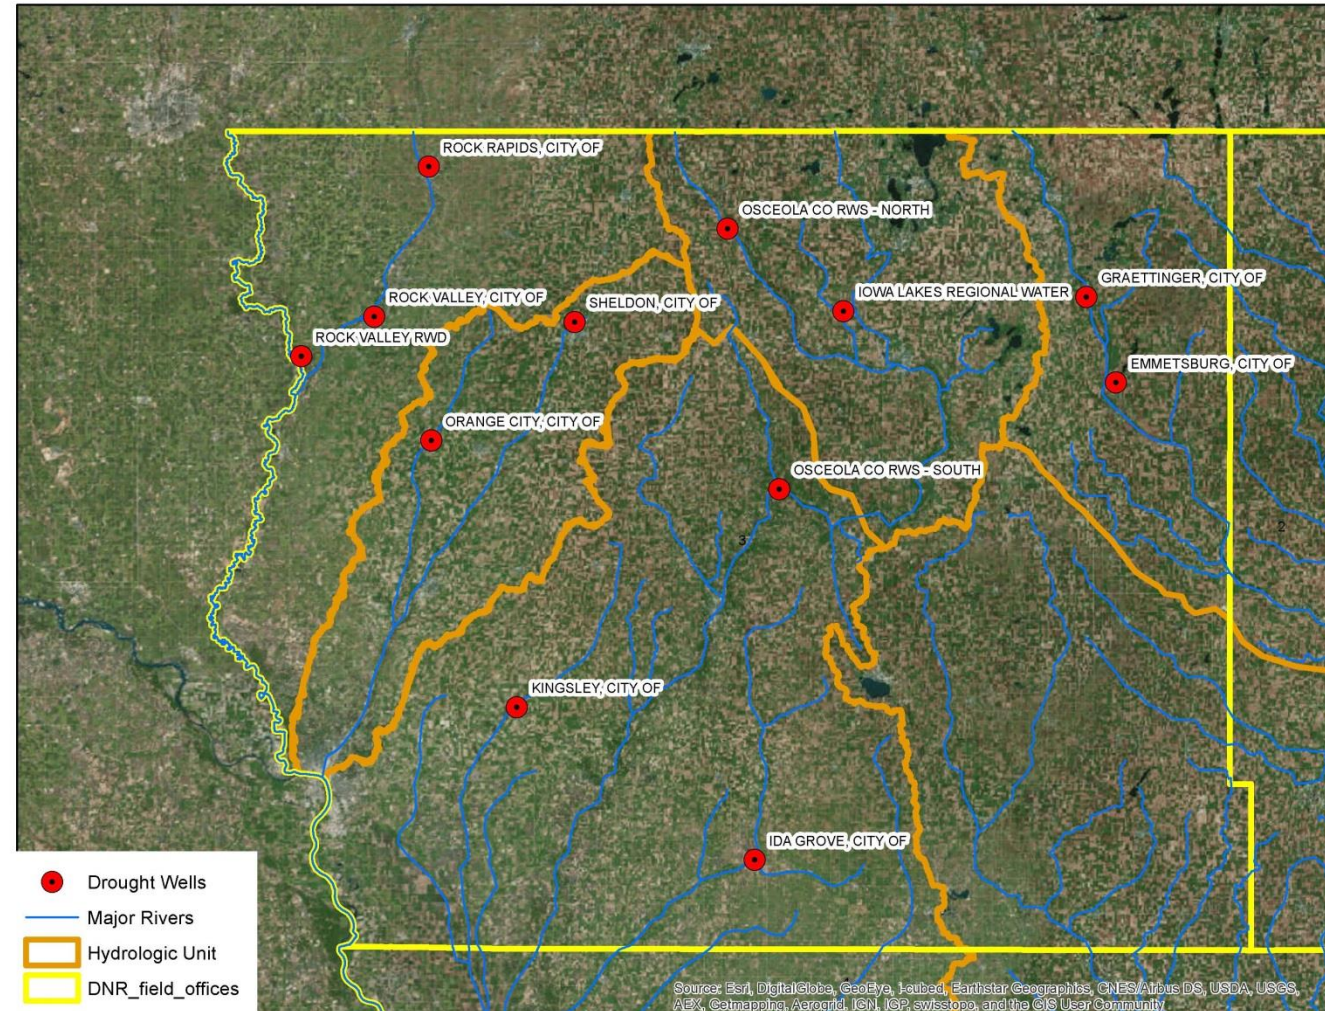 ROCK RAPIDS, CITY OF
OSCEOLA CO RWS - NORTH
GRAETTINGER, CITY OF
IOWA LAKES REGIONAL WATER
ROCK VALLEY, CITY OF
SHELDON, CITY OF
ROCK VALLEY RWD
EMMETSBURG, CITY OF
ORANGE CITY, CITY OF
OSCEOLA CO RWS - SOUTH
3
2
KINGSLEY, CITY OF
IDA GROVE, CITY OF
Drought Wells
Major Rivers
Hydrologic Unit
DNR_field_offices
4
Source: Esri, DigitalGlobe, GeoEye, i-cubed, Earthstar Geographics, CNES/Airbus DS, USDA, USGS,
AEX, Getmapping, Aerogrid, IGN, IGP, swisstopo, and the GIS User Community